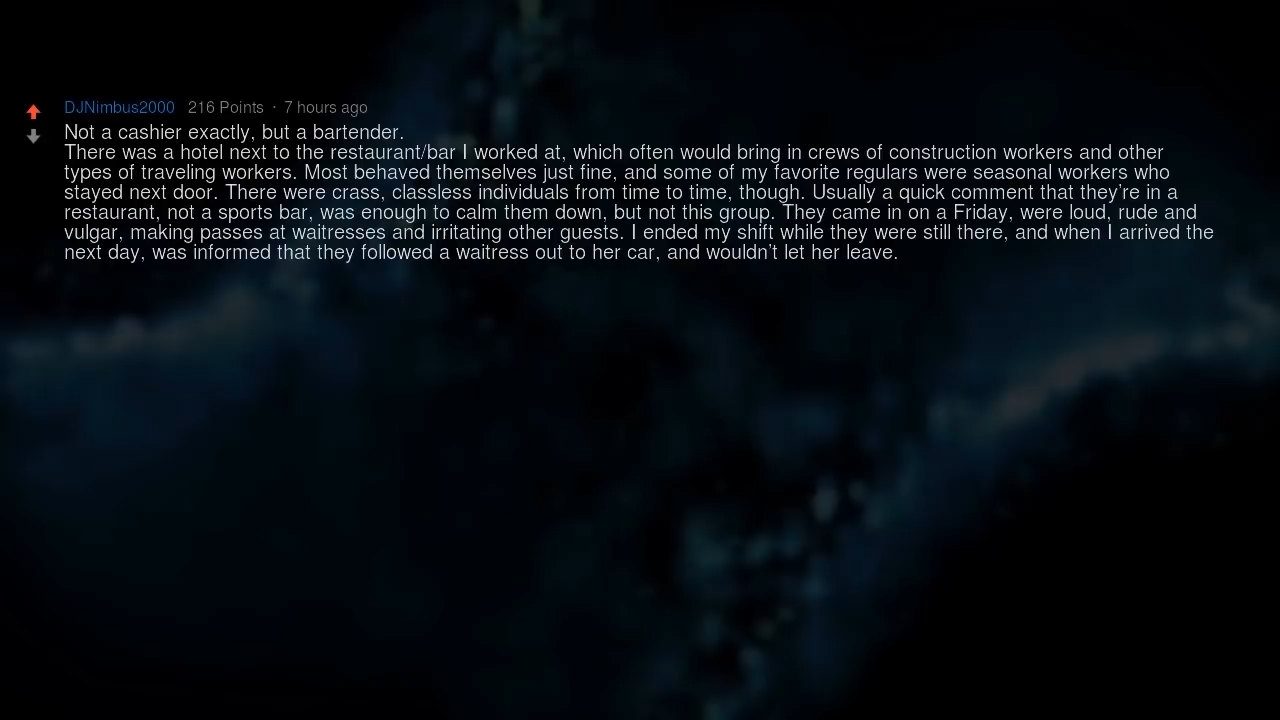 DJNimbus2000 216 Points · 7 hours ago
Not a cashier exactly, but a bartender.
There was a hotel next to the restaurant/bar I worked at, which often would bring in crews of construction workers and other
types of traveling workers. Most behaved themselves just fine, and some of my favorite regulars were seasonal workers who
stayed next door. There were crass, classless individuals from time to time, though. Usually a quick comment that they're in a
restaurant, not a sports bar, was enough to calm them down, but not this group. They came in on a Friday, were loud, rude and
vulgar, making passes at waitresses and irritating other guests. I ended my shift while they were still there, and when I arrived the
next day, was informed that they followed a waitress out to her car, and wouldn't let her leave.